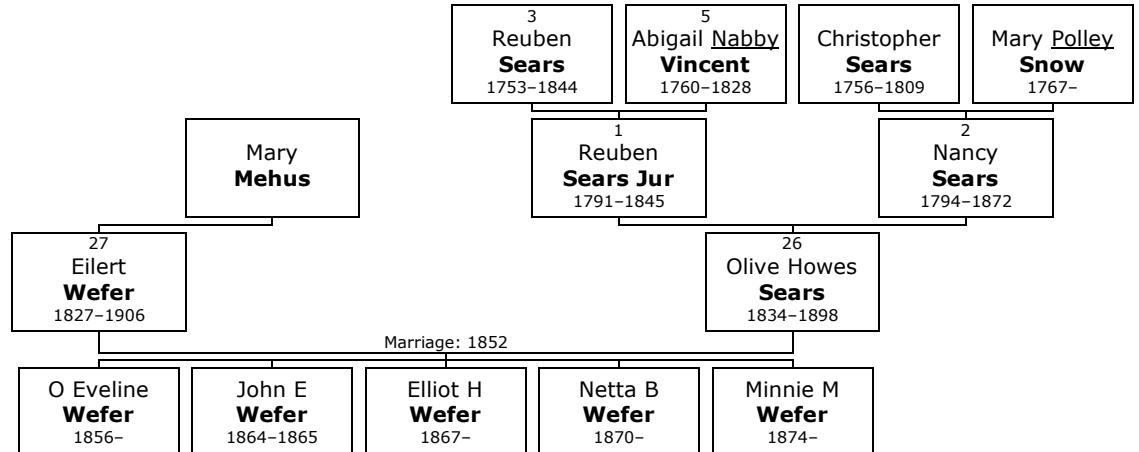 3
Reuben
Sears
1753–1844
5
Abigail Nabby
Vincent
1760–1828
Christopher
Sears
1756–1809
Mary Polley
Snow
1767–
Mary
Mehus
1
Reuben
Sears Jur
1791–1845
2
Nancy
Sears
1794–1872
27
Eilert
Wefer
1827–1906
26
Olive Howes
Sears
1834–1898
Marriage: 1852
O Eveline
Wefer
1856–
John E
Wefer
1864–1865
Elliot H
Wefer
1867–
Netta B
Wefer
1870–
Minnie M
Wefer
1874–